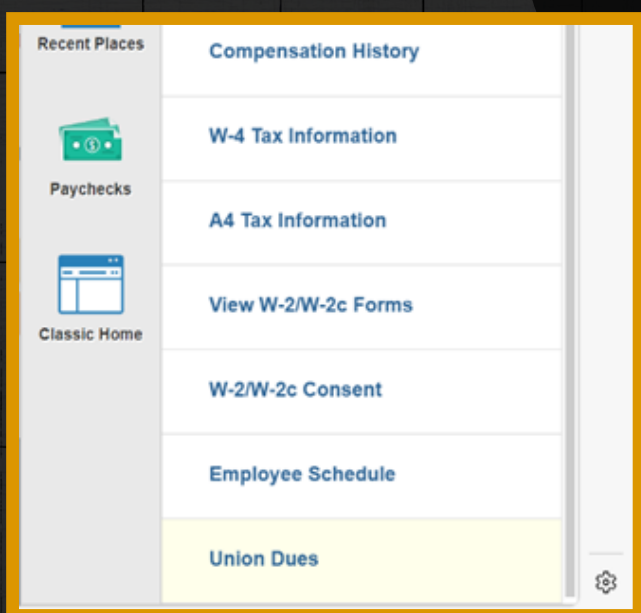 Recent Places
Paychecks
Classic Home
Compensation History
W-4 Tax Information
A4 Tax Information
View W-2/W-2c Forms
W-2/W-2c Consent
Employee Schedule
Union Dues